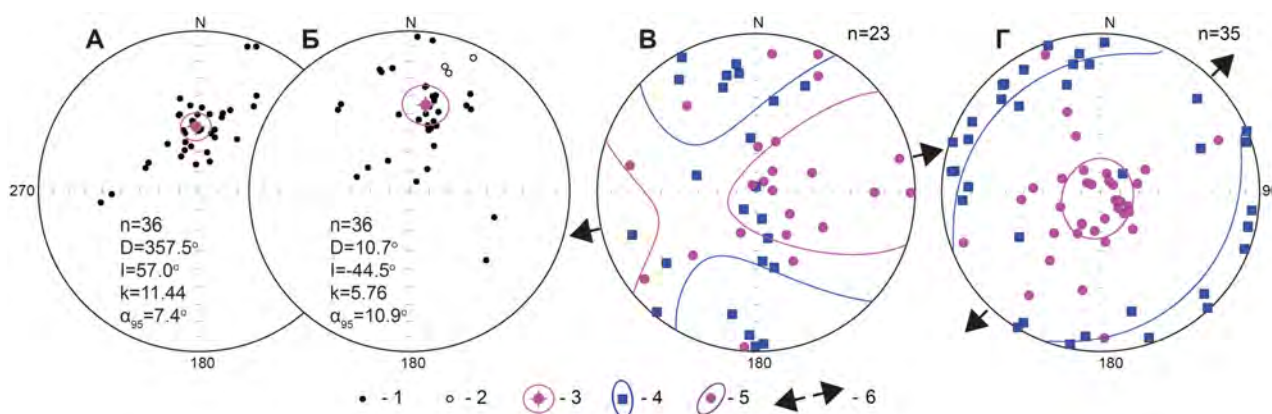 А
N
270
n=36
D=357.5°
I=57.0°
k=11.44
α95=7.4°
180
Б
N
n=36
D=10.7°
I=-44.5°
k=5.76
α95=10.9°
180
В
N
n=23
180
Г
N
n=35
90
180
- 1
- 2
- 3
- 4
- 5
- 6